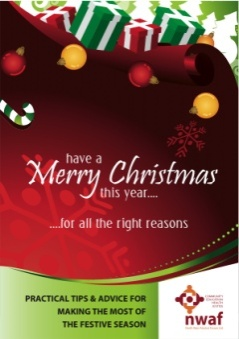 have a
Merry Christmas
this year....
....for all the right reasons
PRACTICAL TIPS & ADVICE FOR
MAKING THE MOST OF
THE FESTIVE SEASON
nwaf